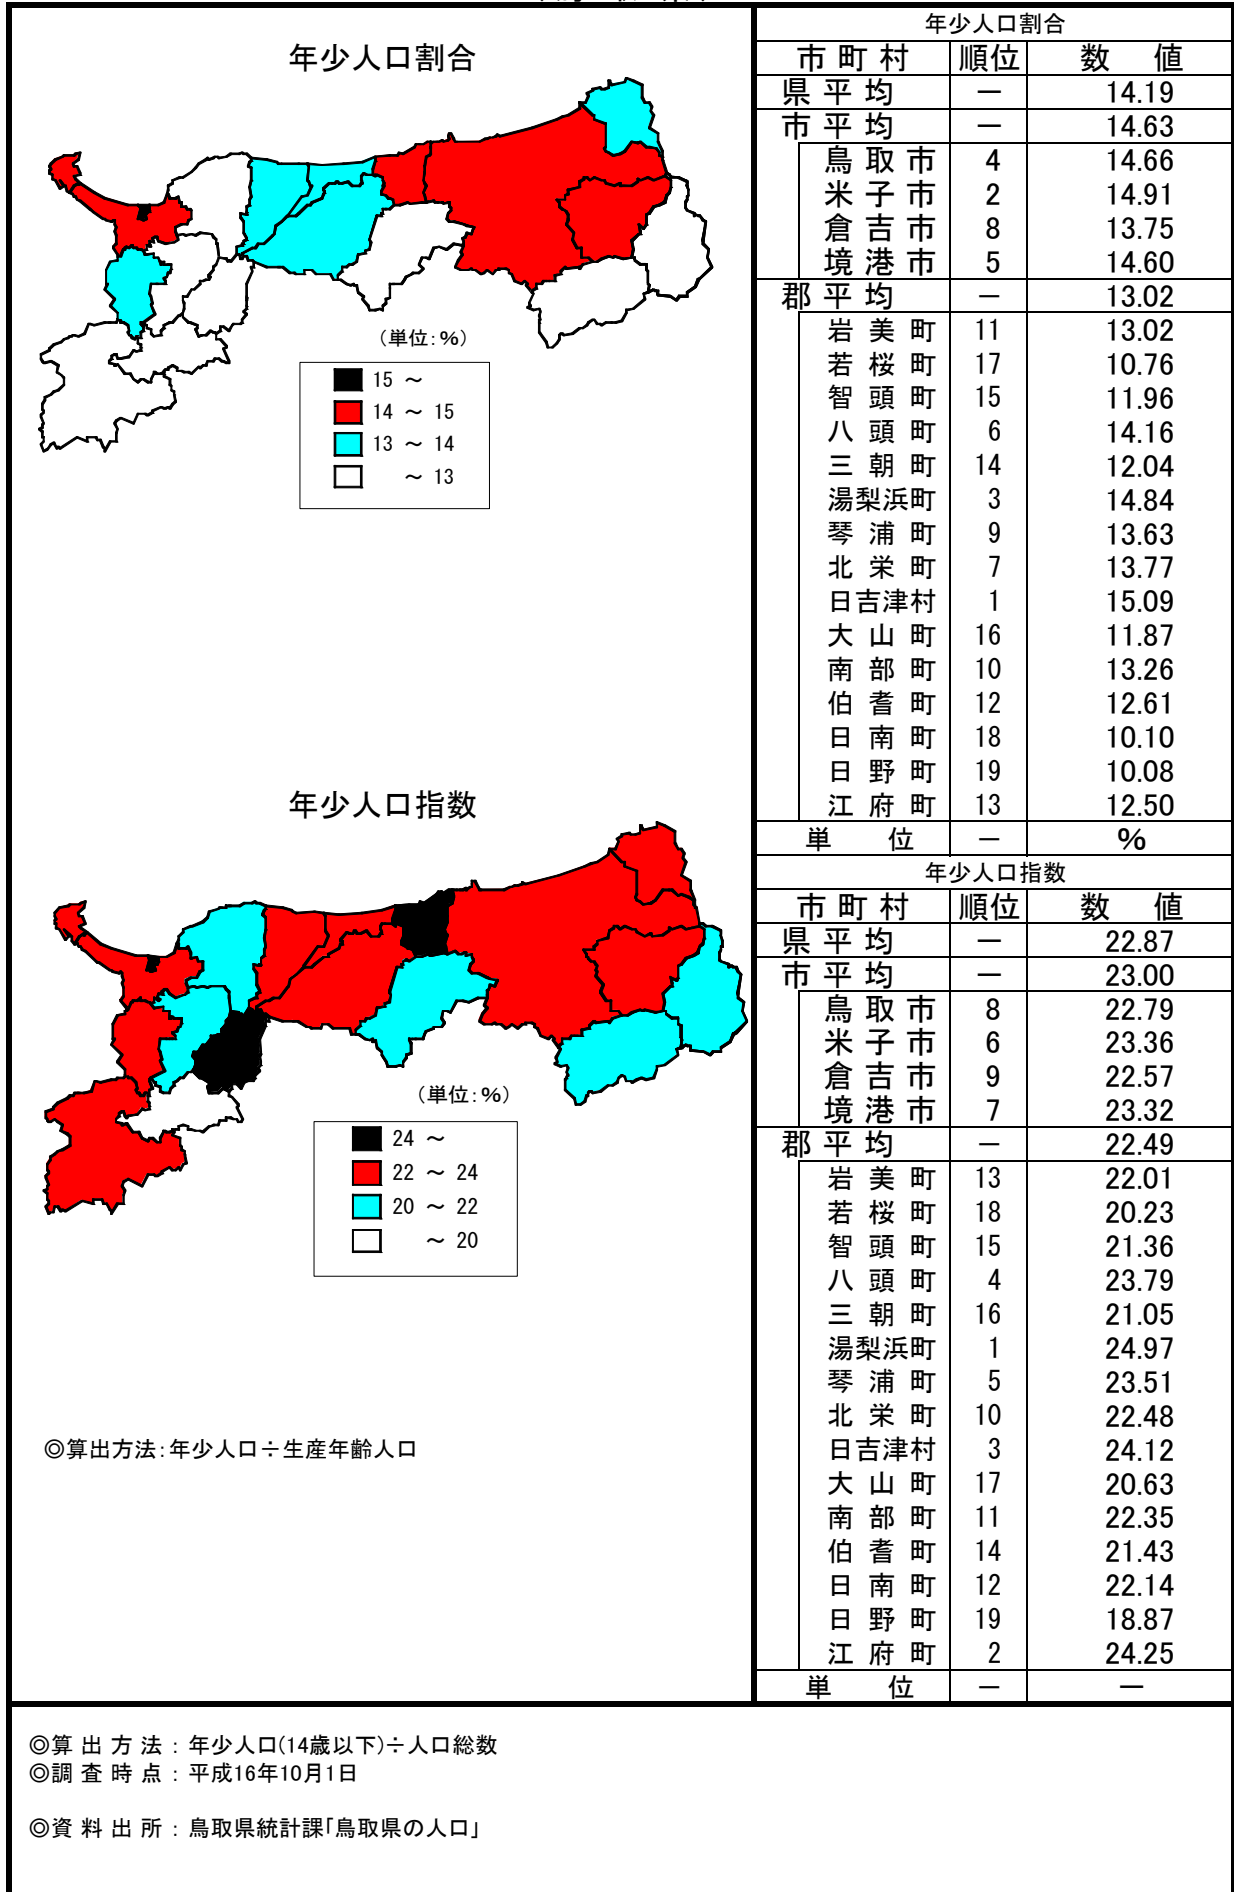 年少人口割合
(単位:%)
15 ～
14 ～ 15
13 ～ 14
～ 13
年少人口割合
市 町 村 順位 数 値
県 平 均 － 14.19
市 平 均 － 14.63
鳥 取 市 4 14.66
米 子 市 2 14.91
倉 吉 市 8 13.75
境 港 市 5 14.60
郡 平 均 － 13.02
岩 美 町 11 13.02
若 桜 町 17 10.76
智 頭 町 15 11.96
八 頭 町 6 14.16
三 朝 町 14 12.04
湯梨浜町 3 14.84
琴 浦 町 9 13.63
北 栄 町 7 13.77
日吉津村 1 15.09
大 山 町 16 11.87
南 部 町 10 13.26
伯 耆 町 12 12.61
日 南 町 18 10.10
日 野 町 19 10.08
江 府 町 13 12.50
単 位 － %
年少人口指数
(単位:%)
24 ～
22 ～ 24
20 ～ 22
～ 20
◎算出方法:年少人口÷生産年齢人口
年少人口指数
市 町 村 順位 数 値
県 平 均 － 22.87
市 平 均 － 23.00
鳥 取 市 8 22.79
米 子 市 6 23.36
倉 吉 市 9 22.57
境 港 市 7 23.32
郡 平 均 － 22.49
岩 美 町 13 22.01
若 桜 町 18 20.23
智 頭 町 15 21.36
八 頭 町 4 23.79
三 朝 町 16 21.05
湯梨浜町 1 24.97
琴 浦 町 5 23.51
北 栄 町 10 22.48
日吉津村 3 24.12
大 山 町 17 20.63
南 部 町 11 22.35
伯 耆 町 14 21.43
日 南 町 12 22.14
日 野 町 19 18.87
江 府 町 2 24.25
単 位 － －
◎算 出 方 法 : 年少人口(14歳以下)÷人口総数
◎調 査 時 点 : 平成16年10月1日
◎資 料 出 所 : 鳥取県統計課「鳥取県の人口」